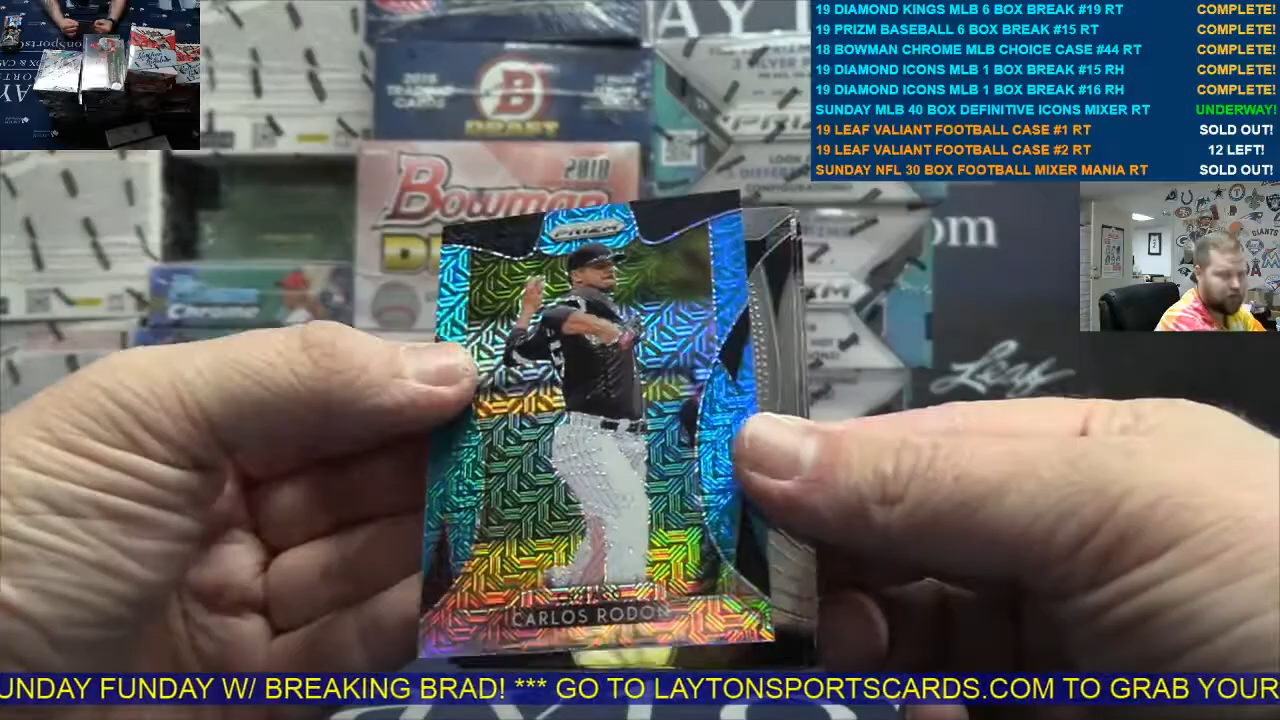 19 DIAMOND KINGS MLB 6 BOX BREAK #19 RT COMPLETE!
19 PRIZM BASEBALL 6 BOX BREAK #15 RT COMPLETE!
18 BOWMAN CHROME MLB CHOICE CASE #44 RT COMPLETE!
19 DIAMOND ICONS MLB 1 BOX BREAK #15 RH COMPLETE!
19 DIAMOND ICONS MLB 1 BOX BREAK #16 RH COMPLETE!
SUNDAY MLB 40 BOX DEFINITIVE ICONS MIXER RT UNDERWAY!
19 LEAF VALIANT FOOTBALL CASE #1 RT SOLD OUT!
19 LEAF VALIANT FOOTBALL CASE #2 RT 12 LEFT!
SUNDAY NFL 30 BOX FOOTBALL MIXER MANIA RT SOLD OUT!
B
DRAFT
Bowman
D
Chrome
PRIZM
om
Leaf
CARLOS RODON
UNDAY FUNDAY W/ BREAKING BRAD! *** GO TO LAYTONSPORTSCARDS.COM TO GRAB YOUR